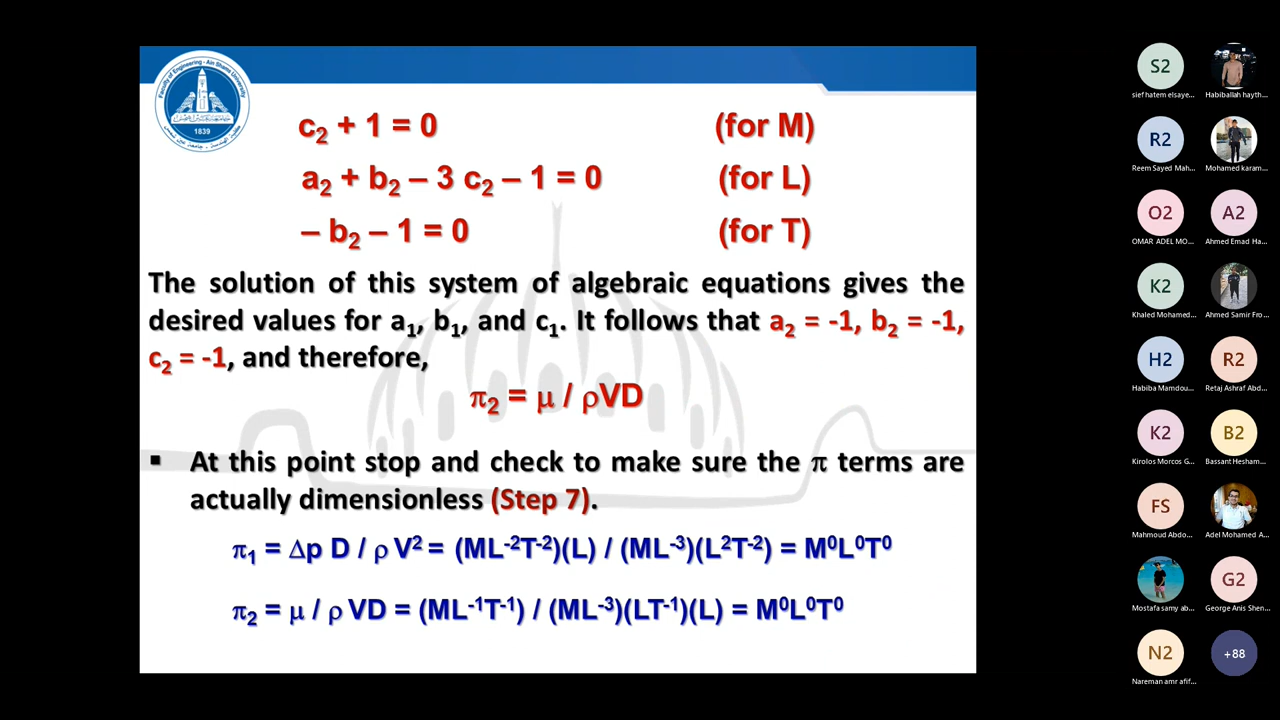 Faculty of Engineering - Ain Shams University
1839
c₂ + 1 = 0 (for M)
a₂ + b₂ – 3 c₂ – 1 = 0 (for L)
– b₂ – 1 = 0 (for T)
The solution of this system of algebraic equations gives the
desired values for a₁, b₁, and c₁. It follows that a₂ = -1, b₂ = -1,
c₂ = -1, and therefore,
π₂ = μ / ρVD
▪ At this point stop and check to make sure the π terms are
actually dimensionless (Step 7).
π₁ = Δp D / ρ V² = (ML⁻²T⁻²)(L) / (ML⁻³)(L²T⁻²) = M⁰L⁰T⁰
π₂ = μ / ρ VD = (ML⁻¹T⁻¹) / (ML⁻³)(LT⁻¹)(L) = M⁰L⁰T⁰
S2
sief hatem elsaye... Habiballah hayth...
R2
Reem Sayed Mah... Mohamed karam...
O2 A2
OMAR ADEL MO... Ahmed Emad Ha...
K2
Khaled Mohamed... Ahmed Samir Fro...
H2 R2
Habiba Mamdou... Retaj Ashraf Abd...
K2 B2
Kirolos Morcos G... Bassant Hesham...
FS
Mahmoud Abdo... Adel Mohamed A...
G2
Mostafa samy ab... George Anis Shen...
N2 +88
Nareman amr afif...